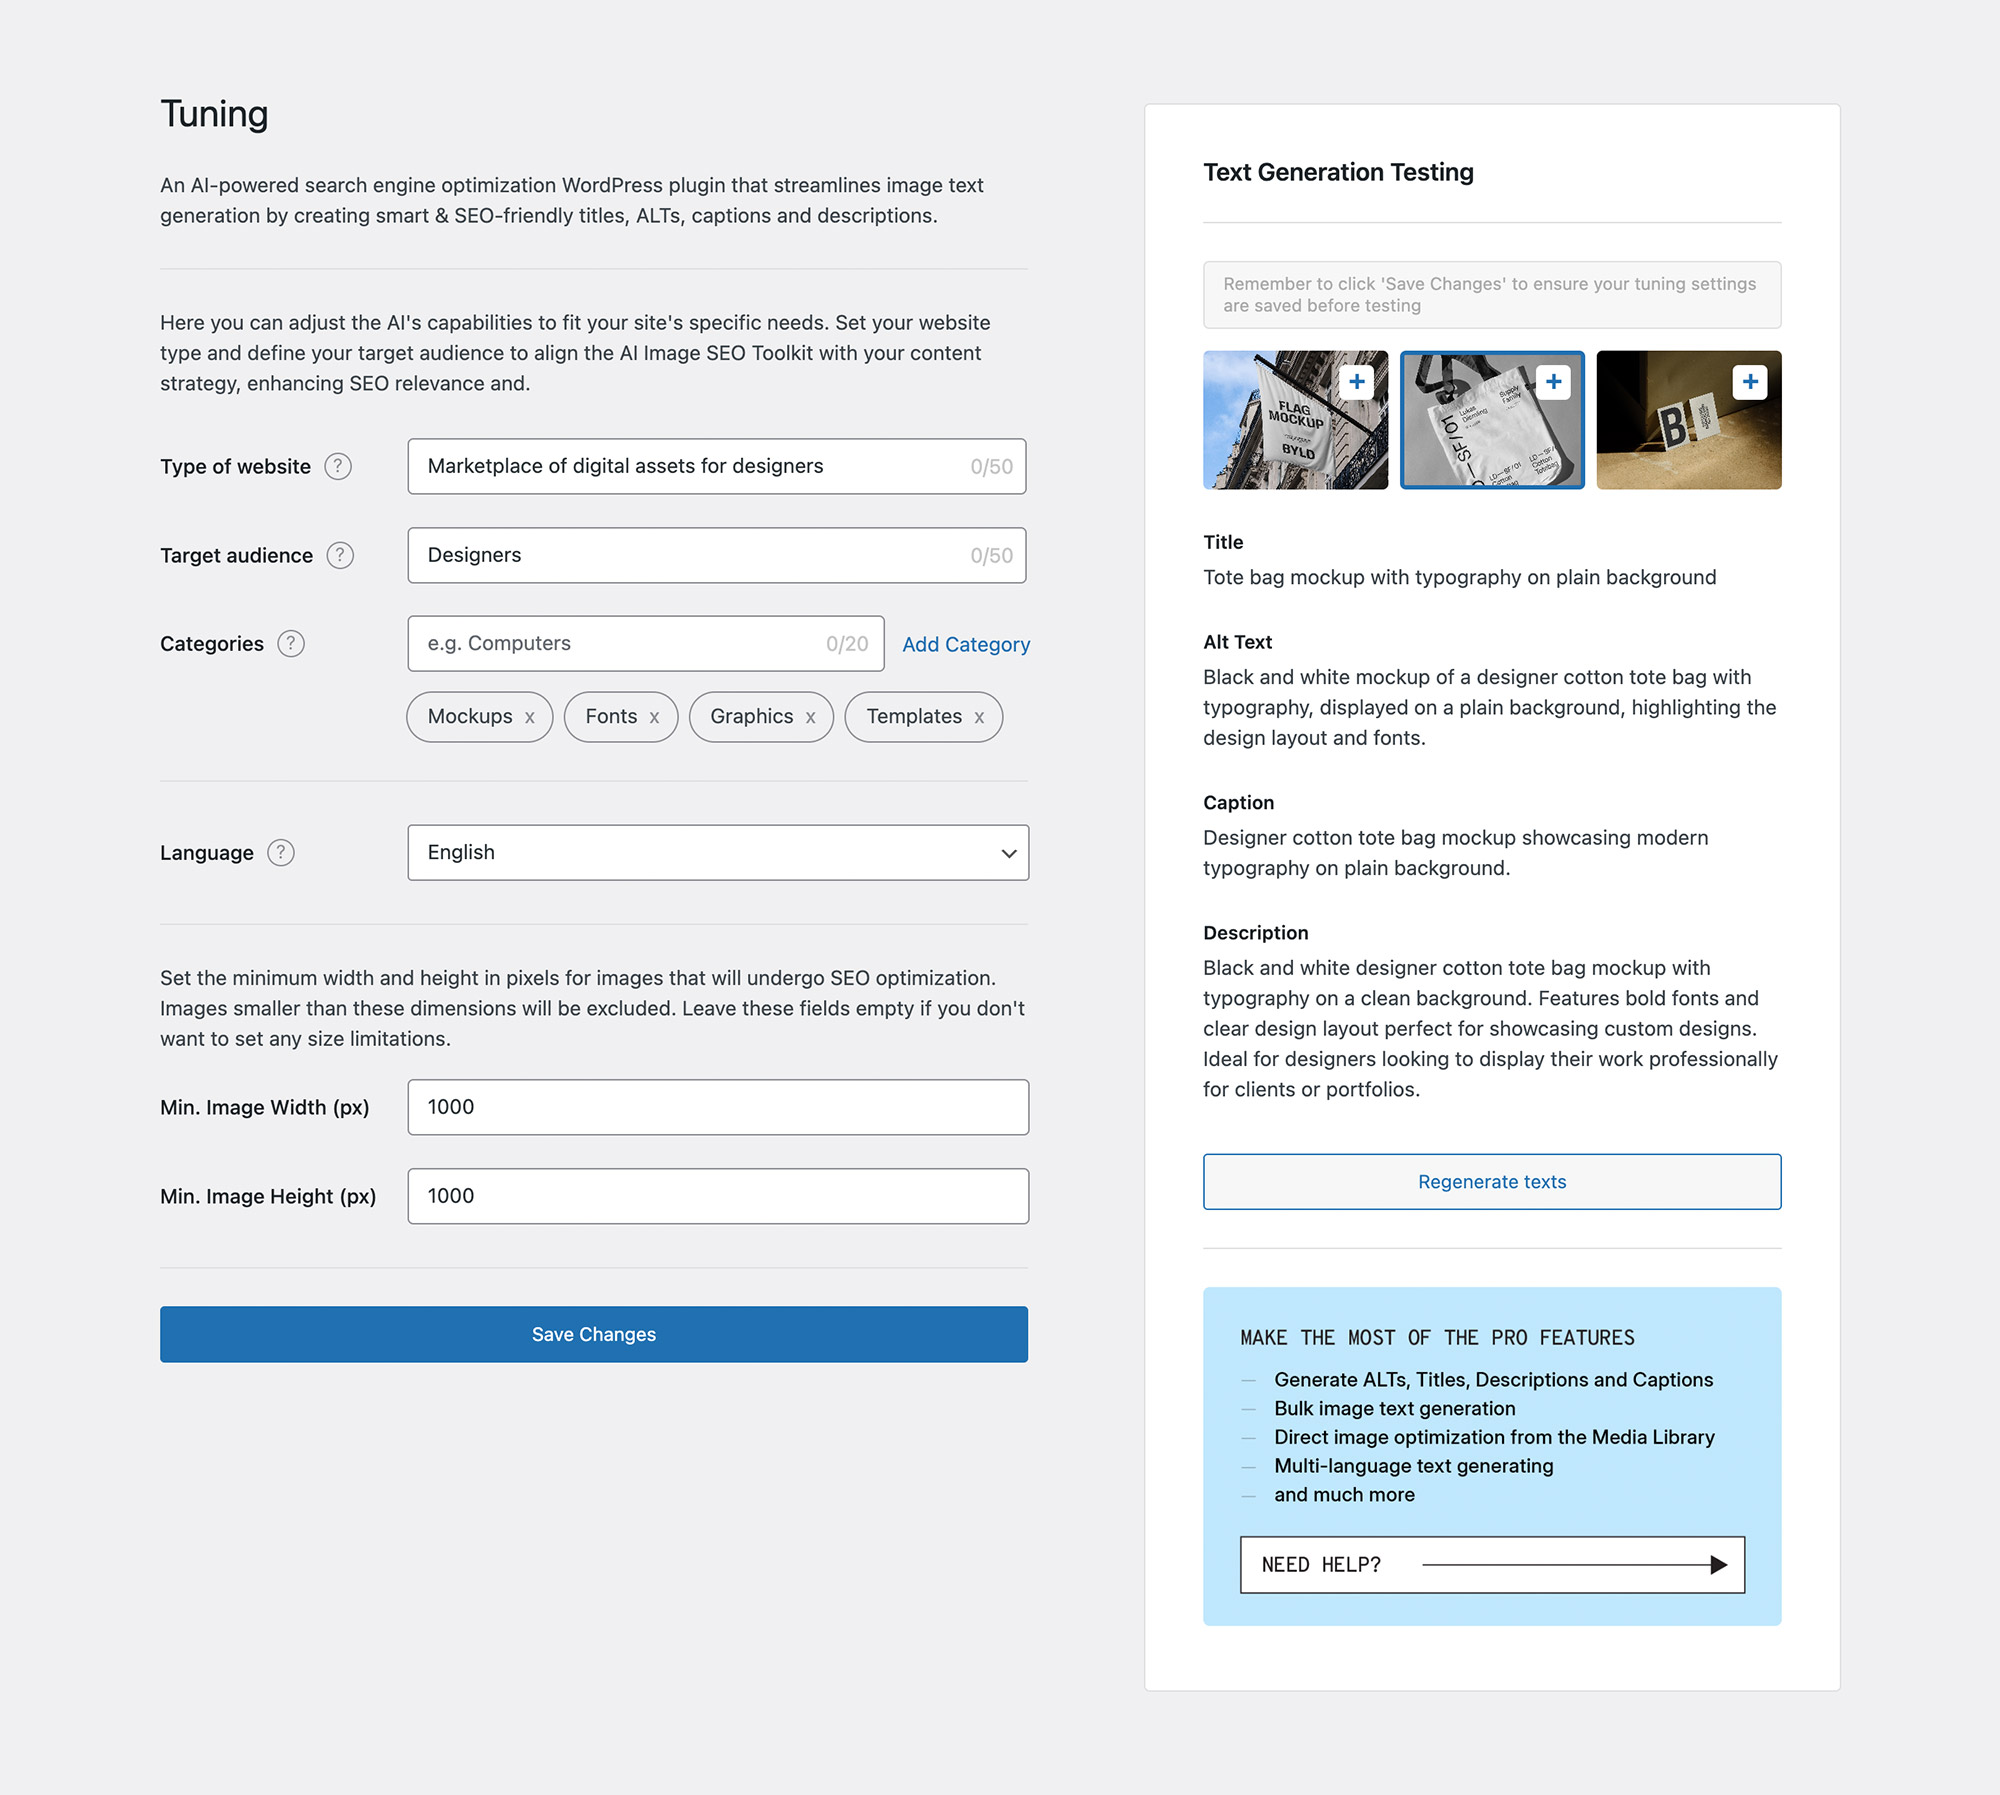 Tuning
An AI-powered search engine optimization WordPress plugin that streamlines image text
generation by creating smart & SEO-friendly titles, ALTs, captions and descriptions.
Here you can adjust the AI's capabilities to fit your site's specific needs. Set your website
type and define your target audience to align the AI Image SEO Toolkit with your content
strategy, enhancing SEO relevance and.
Type of website ? Marketplace of digital assets for designers 0/50
Target audience ? Designers 0/50
Categories ? e.g. Computers 0/20 Add Category
Mockups x Fonts x Graphics x Templates x
Language ? English
Set the minimum width and height in pixels for images that will undergo SEO optimization.
Images smaller than these dimensions will be excluded. Leave these fields empty if you don't
want to set any size limitations.
Min. Image Width (px) 1000
Min. Image Height (px) 1000
Save Changes
Text Generation Testing
Remember to click 'Save Changes' to ensure your tuning settings
are saved before testing
FLAG
MOCKUP
BYLD
+
Lukas
Supply
Family
SF/01
LD—SF/01
Cotton
LD—SF/
Cotton
Totebag
+
B
+
Title
Tote bag mockup with typography on plain background
Alt Text
Black and white mockup of a designer cotton tote bag with
typography, displayed on a plain background, highlighting the
design layout and fonts.
Caption
Designer cotton tote bag mockup showcasing modern
typography on plain background.
Description
Black and white designer cotton tote bag mockup with
typography on a clean background. Features bold fonts and
clear design layout perfect for showcasing custom designs.
Ideal for designers looking to display their work professionally
for clients or portfolios.
Regenerate texts
MAKE THE MOST OF THE PRO FEATURES
— Generate ALTs, Titles, Descriptions and Captions
— Bulk image text generation
— Direct image optimization from the Media Library
— Multi-language text generating
— and much more
NEED HELP?